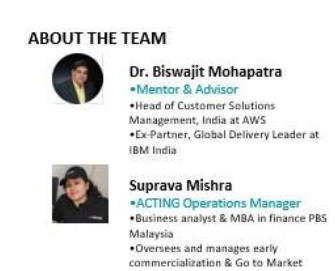 ABOUT THE TEAM
Dr. Biswajit Mohapatra
•Mentor & Advisor
•Head of Customer Solutions
Management, India at AWS
•Ex-Partner, Global Delivery Leader at
IBM India
Suprava Mishra
•ACTING Operations Manager
•Business analyst & MBA in finance PBS
Malaysia
•Oversees and manages early
commercialization & Go to Market